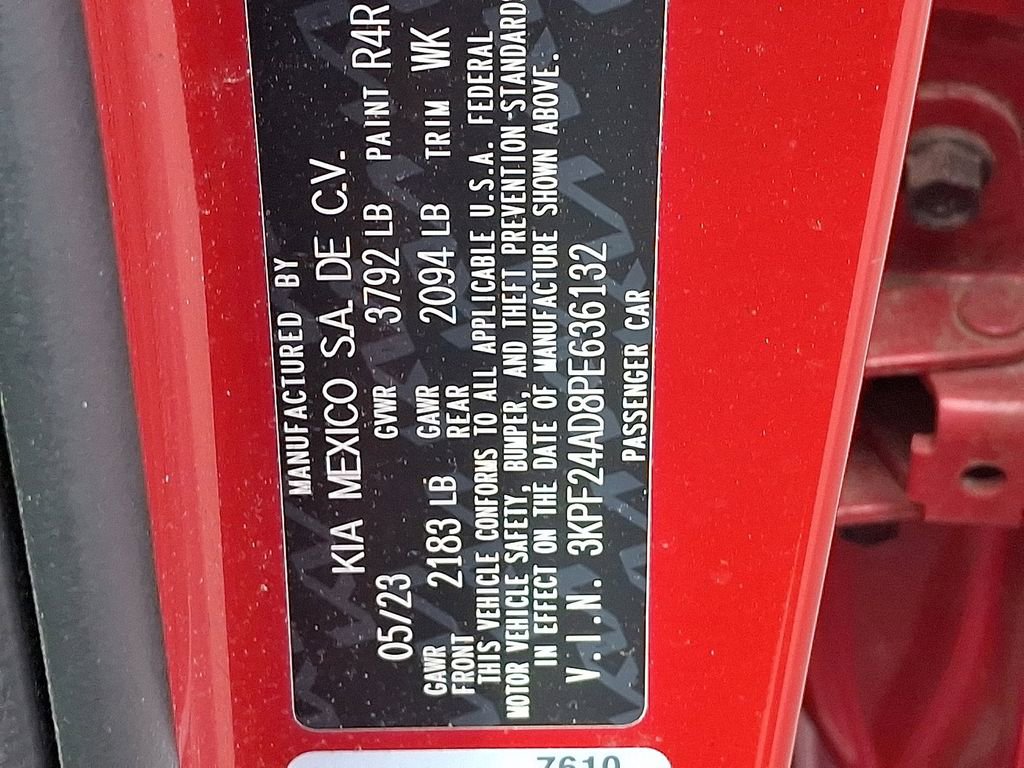 MANUFACTURED BY
KIA MEXICO S.A. DE C.V.
05/23 GVWR 3792 LB PAINT R4R
GAWR FRONT 2183 LB GAWR REAR 2094 LB TRIM WK
THIS VEHICLE CONFORMS TO ALL APPLICABLE U.S.A. FEDERAL
MOTOR VEHICLE SAFETY, BUMPER, AND THEFT PREVENTION STANDARDS
IN EFFECT ON THE DATE OF MANUFACTURE SHOWN ABOVE.
V.I.N. 3KPF24AD8PE636132
PASSENGER CAR
7610